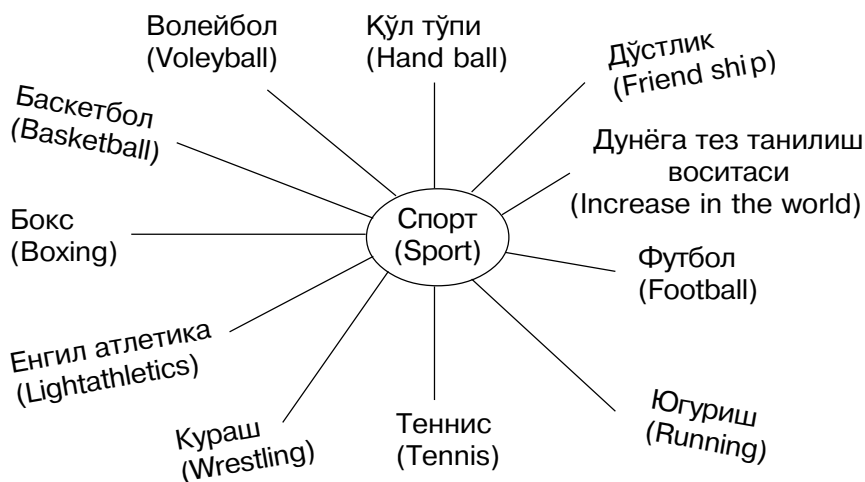 Волейбол
(Voleyball)
Қўл тўпи
(Hand ball)
Дўстлик
(Friend ship)
Баскетбол
(Basketball)
Дунёга тез танилиш
воситаси
(Increase in the world)
Бокс
(Boxing)
Спорт
(Sport)
Футбол
(Football)
Енгил атлетика
(Lightathletics)
Кураш
(Wrestling)
Теннис
(Tennis)
Югуриш
(Running)